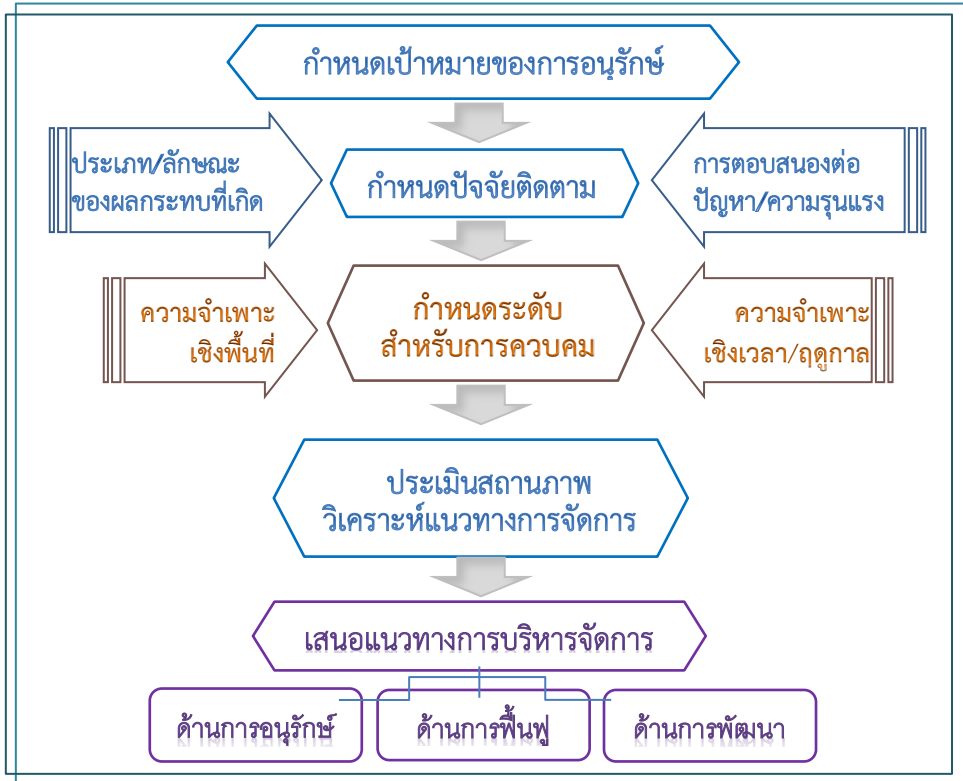 กำหนดเป้าหมายของการอนุรักษ์
ประเภท/ลักษณะ
ของผลกระทบที่เกิด
กำหนดปัจจัยติดตาม
การตอบสนองต่อ
ปัญหา/ความรุนแรง
ความจำเพาะ
เชิงพื้นที่
กำหนดระดับ
สำหรับการควบคม
ความจำเพาะ
เชิงเวลา/ฤดูกาล
ประเมินสถานภาพ
วิเคราะห์แนวทางการจัดการ
เสนอแนวทางการบริหารจัดการ
ด้านการอนุรักษ์
ด้านการฟื้นฟู
ด้านการพัฒนา